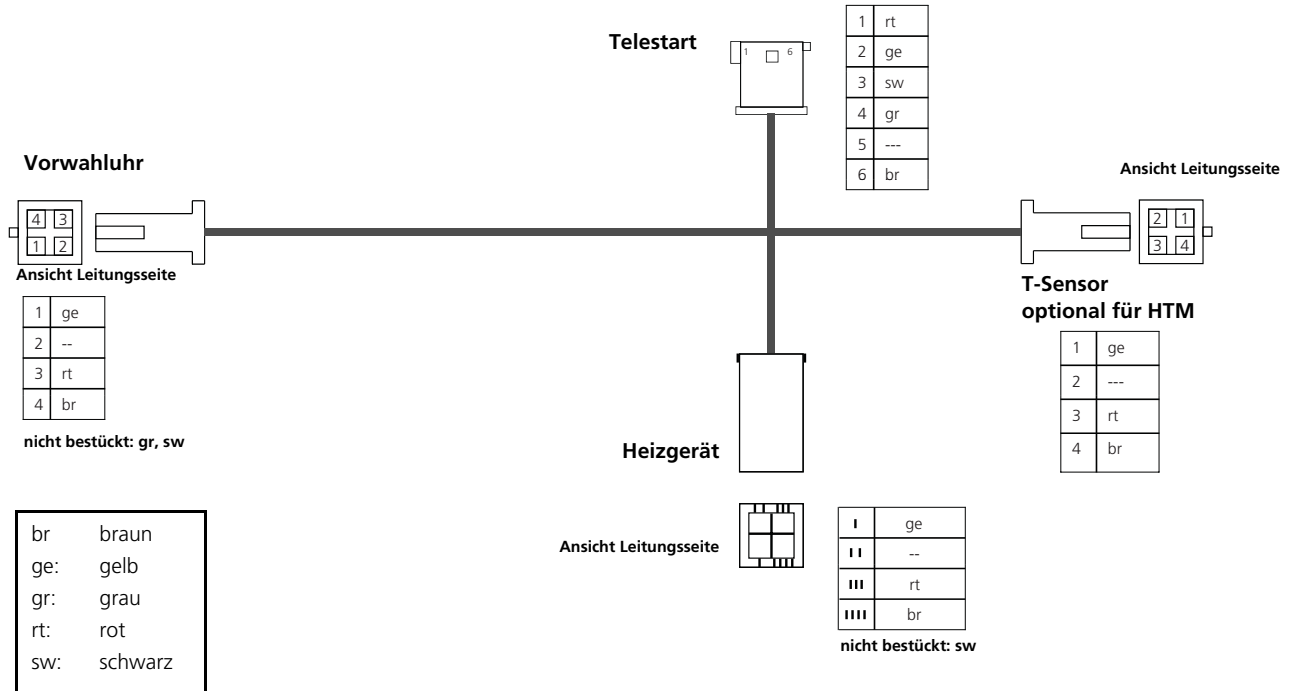 Telestart
1 6
1 rt
2 ge
3 sw
4 gr
5 ---
6 br
Vorwahluhr
4 3
1 2
Ansicht Leitungsseite
1 ge
2 --
3 rt
4 br
nicht bestückt: gr, sw
Ansicht Leitungsseite
2 1
3 4
T-Sensor
optional für HTM
1 ge
2 ---
3 rt
4 br
Heizgerät
Ansicht Leitungsseite
I ge
II --
III rt
IIII br
nicht bestückt: sw
br braun
ge: gelb
gr: grau
rt: rot
sw: schwarz